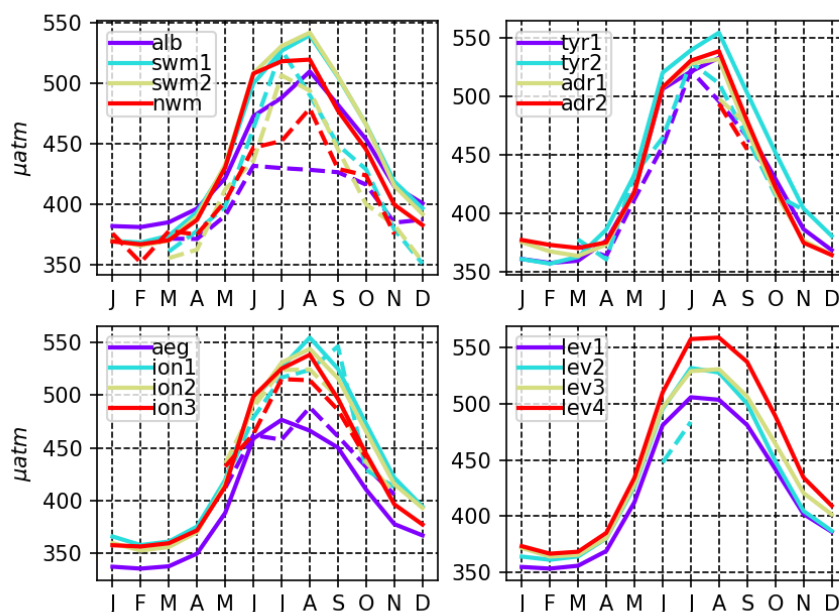 550
500
450
400
350
μatm
alb
swm1
swm2
nwm
J F M A M J J A S O N D
550
500
450
400
350
tyr1
tyr2
adr1
adr2
J F M A M J J A S O N D
550
500
450
400
350
μatm
aeg
ion1
ion2
ion3
J F M A M J J A S O N D
550
500
450
400
350
lev1
lev2
lev3
lev4
J F M A M J J A S O N D